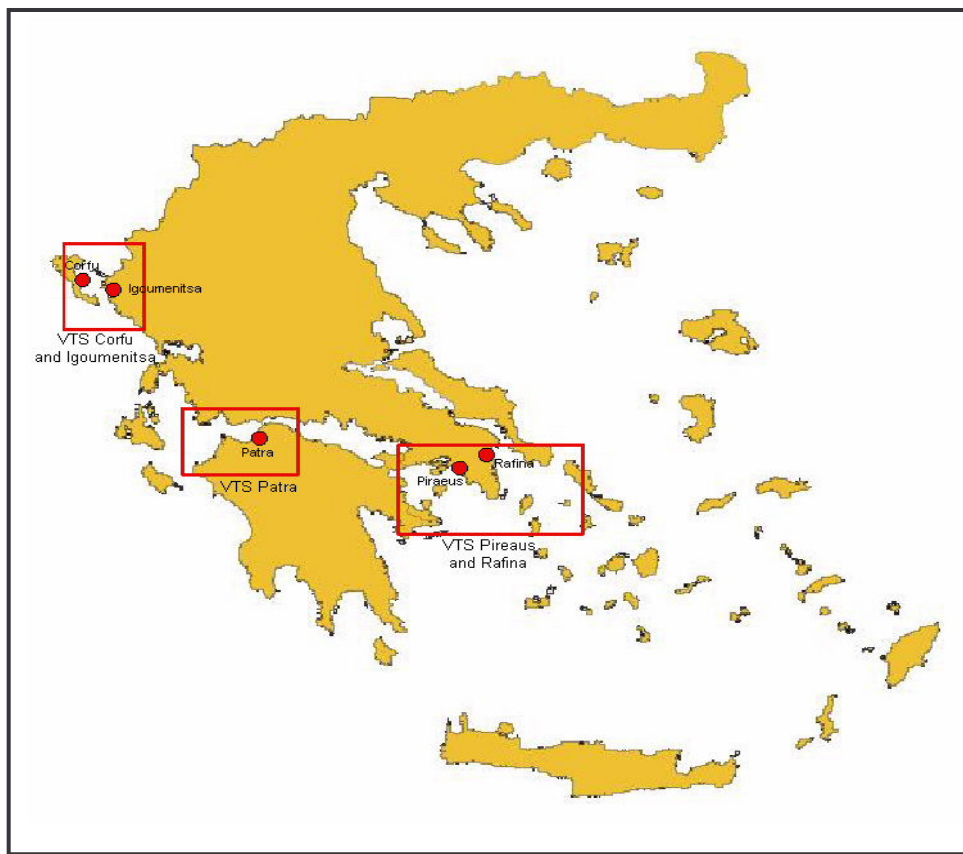 Corfu
Igoumenitsa
VTS Corfu
and Igoumenitsa
Patra
VTS Patra
Rafina
Piraeus
VTS Pireaus
and Rafina